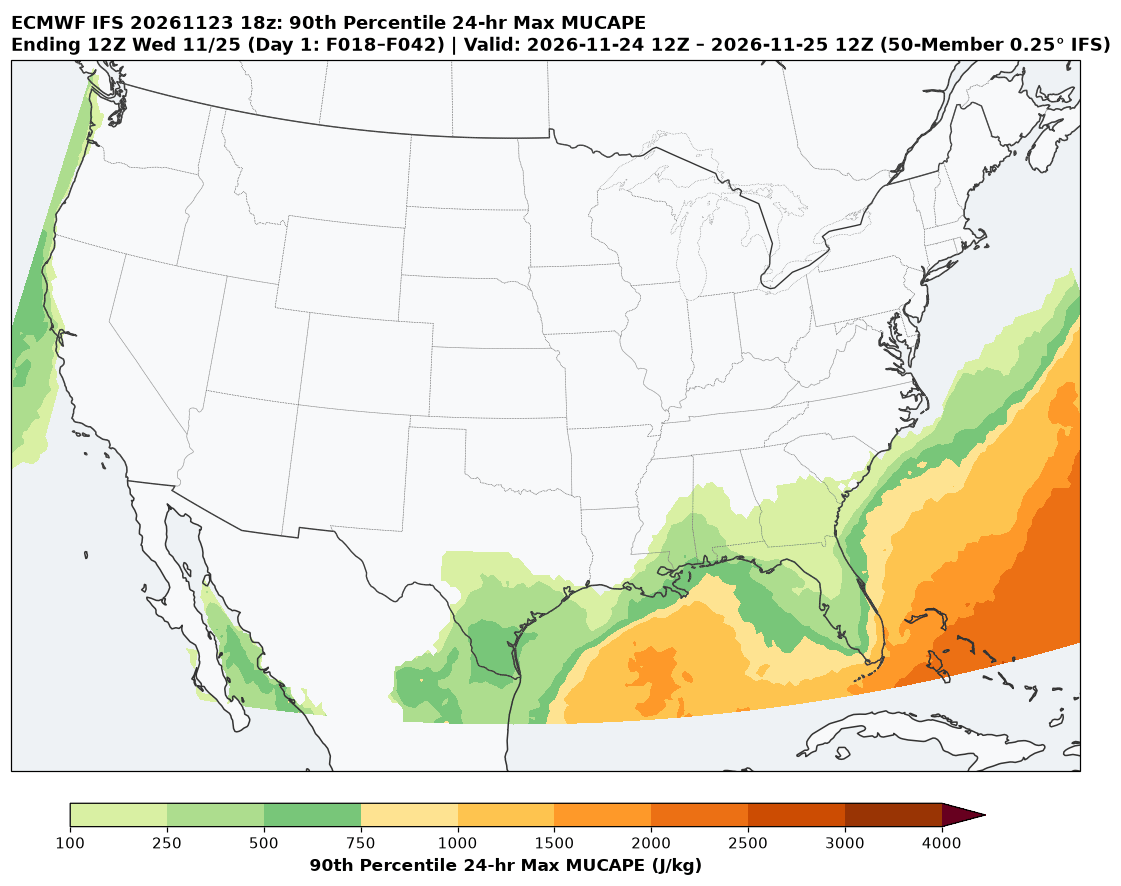 ECMWF IFS 20261123 18z: 90th Percentile 24-hr Max MUCAPE
Ending 12Z Wed 11/25 (Day 1: F018–F042) | Valid: 2026-11-24 12Z – 2026-11-25 12Z (50-Member 0.25° IFS)
100 250 500 750 1000 1500 2000 2500 3000 4000
90th Percentile 24-hr Max MUCAPE (J/kg)